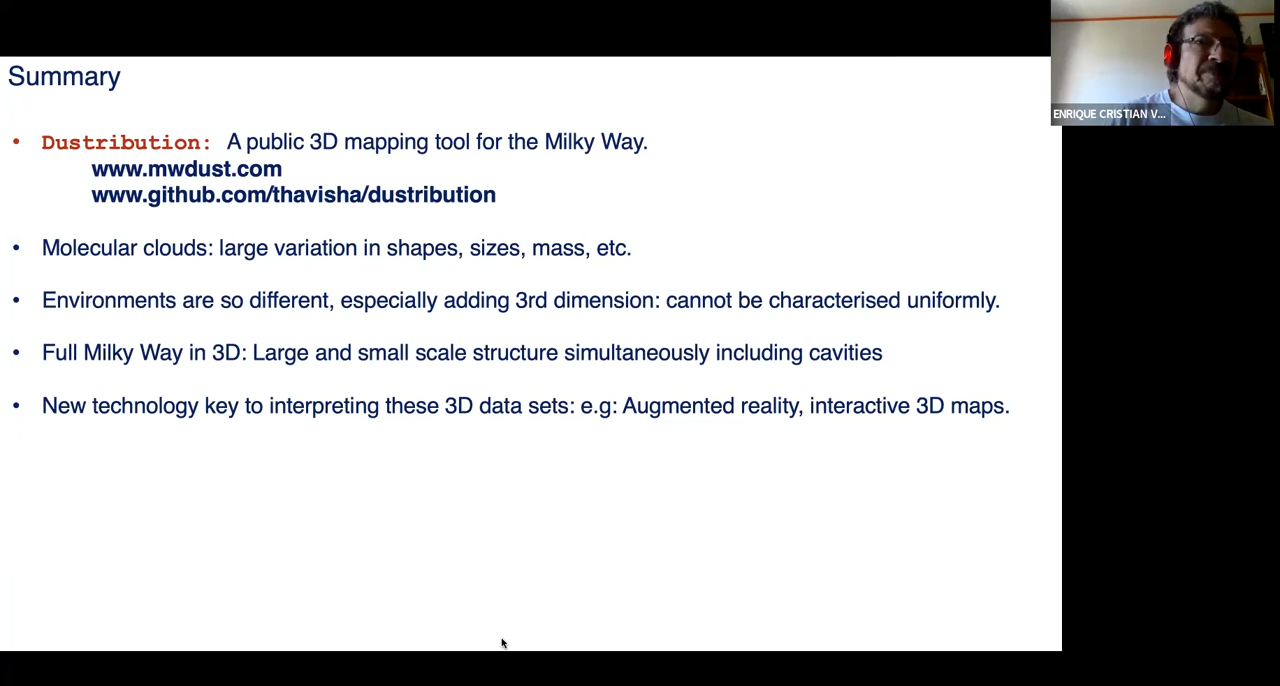 Summary
• Dustribution: A public 3D mapping tool for the Milky Way.
www.mwdust.com
www.github.com/thavisha/dustribution
• Molecular clouds: large variation in shapes, sizes, mass, etc.
• Environments are so different, especially adding 3rd dimension: cannot be characterised uniformly.
• Full Milky Way in 3D: Large and small scale structure simultaneously including cavities
• New technology key to interpreting these 3D data sets: e.g: Augmented reality, interactive 3D maps.
ENRIQUE CRISTIAN V...